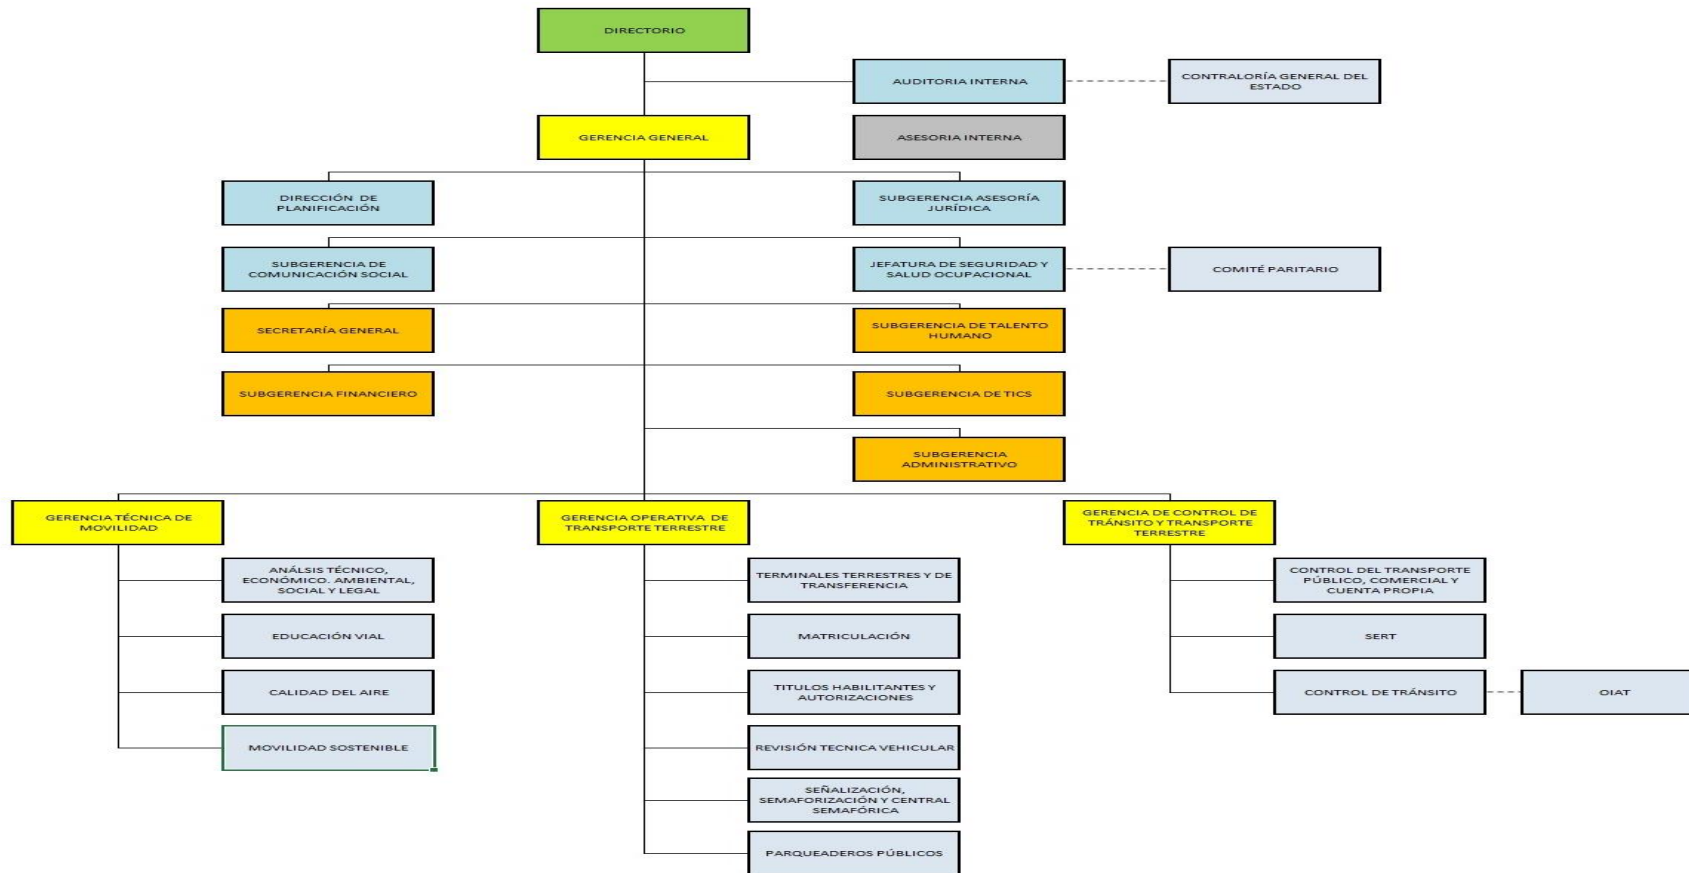 DIRECTORIO
AUDITORIA INTERNA
CONTRALORÍA GENERAL DEL
ESTADO
GERENCIA GENERAL
ASESORIA INTERNA
DIRECCIÓN DE
PLANIFICACIÓN
SUBGERENCIA ASESORÍA
JURÍDICA
SUBGERENCIA DE
COMUNICACIÓN SOCIAL
JEFATURA DE SEGURIDAD Y
SALUD OCUPACIONAL
COMITÉ PARITARIO
SECRETARÍA GENERAL
SUBGERENCIA DE TALENTO
HUMANO
SUBGERENCIA FINANCIERO
SUBGERENCIA DE TICS
SUBGERENCIA
ADMINISTRATIVO
GERENCIA TÉCNICA DE
MOVILIDAD
GERENCIA OPERATIVA DE
TRANSPORTE TERRESTRE
GERENCIA DE CONTROL DE
TRÁNSITO Y TRANSPORTE
TERRESTRE
ANÁLSIS TÉCNICO,
ECONÓMICO. AMBIENTAL,
SOCIAL Y LEGAL
TERMINALES TERRESTRES Y DE
TRANSFERENCIA
CONTROL DEL TRANSPORTE
PÚBLICO, COMERCIAL Y
CUENTA PROPIA
EDUCACIÓN VIAL
MATRICULACIÓN
SERT
CALIDAD DEL AIRE
TITULOS HABILITANTES Y
AUTORIZACIONES
CONTROL DE TRÁNSITO
OIAT
MOVILIDAD SOSTENIBLE
REVISIÓN TECNICA VEHICULAR
SEÑALIZACIÓN,
SEMAFORIZACIÓN Y CENTRAL
SEMAFÓRICA
PARQUEADEROS PÚBLICOS